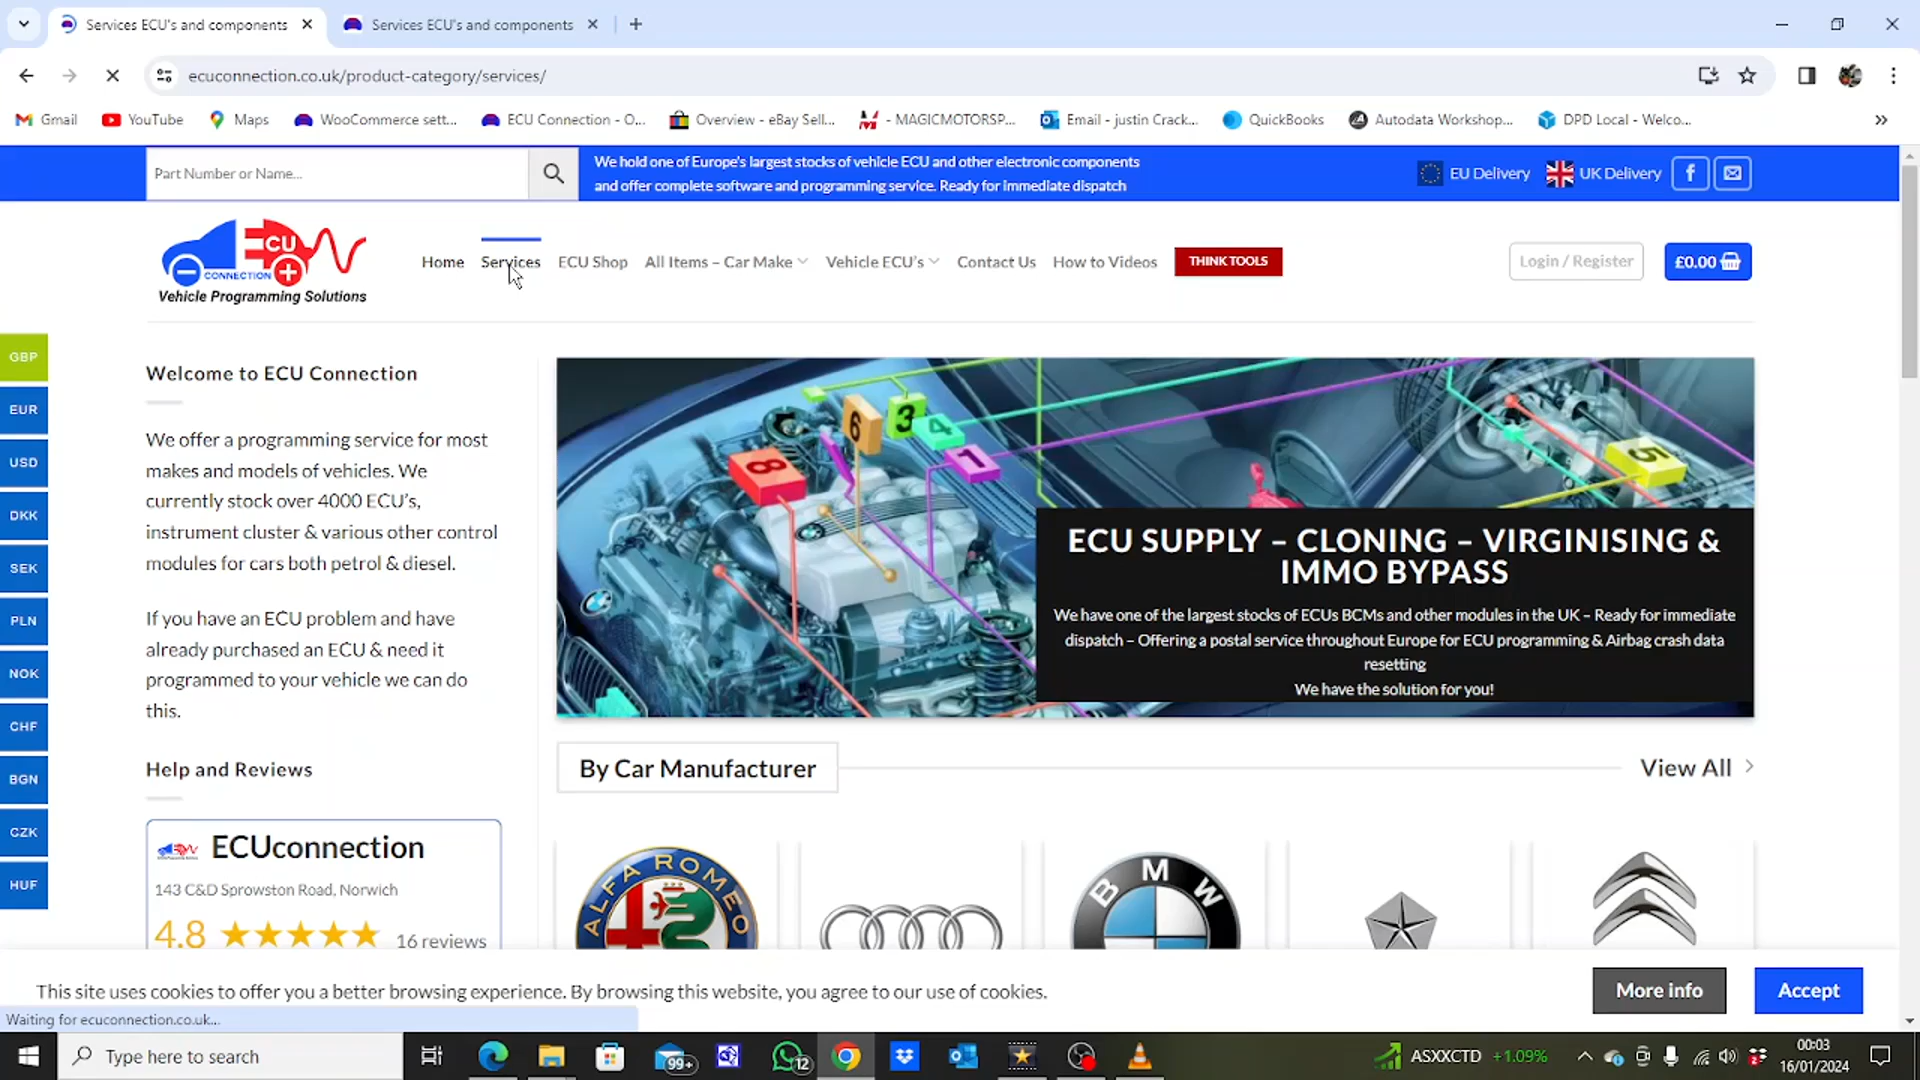 Services ECU's and components
Services ECU's and components
ecuconnection.co.uk/product-category/services/
Gmail
YouTube
Maps
WooCommerce sett...
ECU Connection - O...
Overview - eBay Sell...
- MAGICMOTORSP...
Email - justin Crack...
QuickBooks
Autodata Workshop...
DPD Local - Welco...
Part Number or Name...
We hold one of Europe's largest stocks of vehicle ECU and other electronic components
and offer complete software and programming service. Ready for immediate dispatch
EU Delivery
UK Delivery
ECU
CONNECTION
Vehicle Programming Solutions
Home
Services
ECU Shop
All Items – Car Make
Vehicle ECU's
Contact Us
How to Videos
THINK TOOLS
Login / Register
£0.00
GBP
EUR
USD
DKK
SEK
PLN
NOK
CHF
BGN
CZK
HUF
Welcome to ECU Connection
We offer a programming service for most
makes and models of vehicles. We
currently stock over 4000 ECU's,
instrument cluster & various other control
modules for cars both petrol & diesel.
If you have an ECU problem and have
already purchased an ECU & need it
programmed to your vehicle we can do
this.
Help and Reviews
ECUconnection
143 C&D Sprowston Road, Norwich
4.8
16 reviews
8
6
3
4
1
5
ECU SUPPLY – CLONING – VIRGINISING &
IMMO BYPASS
We have one of the largest stocks of ECUs BCMs and other modules in the UK – Ready for immediate
dispatch – Offering a postal service throughout Europe for ECU programming & Airbag crash data
resetting
We have the solution for you!
By Car Manufacturer
View All
ALFA ROMEO
BMW
This site uses cookies to offer you a better browsing experience. By browsing this website, you agree to our use of cookies.
More info
Accept
Waiting for ecuconnection.co.uk...
Type here to search
99+
12
ASXXCTD +1.09%
00:03
16/01/2024